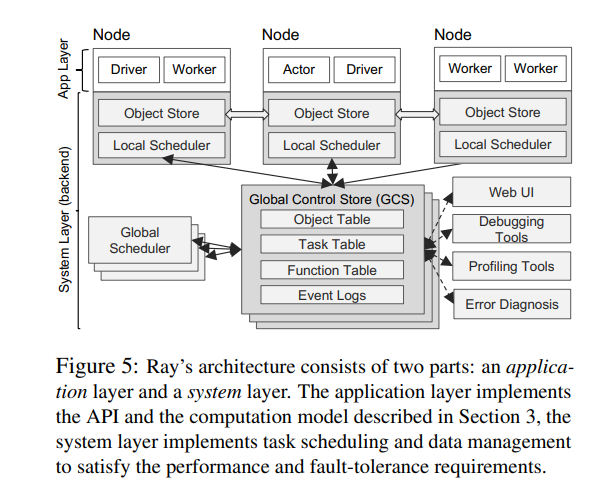 Node
Node
Node
App Layer
Driver
Worker
Actor
Driver
Worker
Worker
System Layer (backend)
Object Store
Object Store
Object Store
Local Scheduler
Local Scheduler
Local Scheduler
Global Control Store (GCS)
Object Table
Task Table
Function Table
Event Logs
Global
Scheduler
Web UI
Debugging
Tools
Profiling Tools
Error Diagnosis
Figure 5: Ray's architecture consists of two parts: an applica-
tion layer and a system layer. The application layer implements
the API and the computation model described in Section 3, the
system layer implements task scheduling and data management
to satisfy the performance and fault-tolerance requirements.